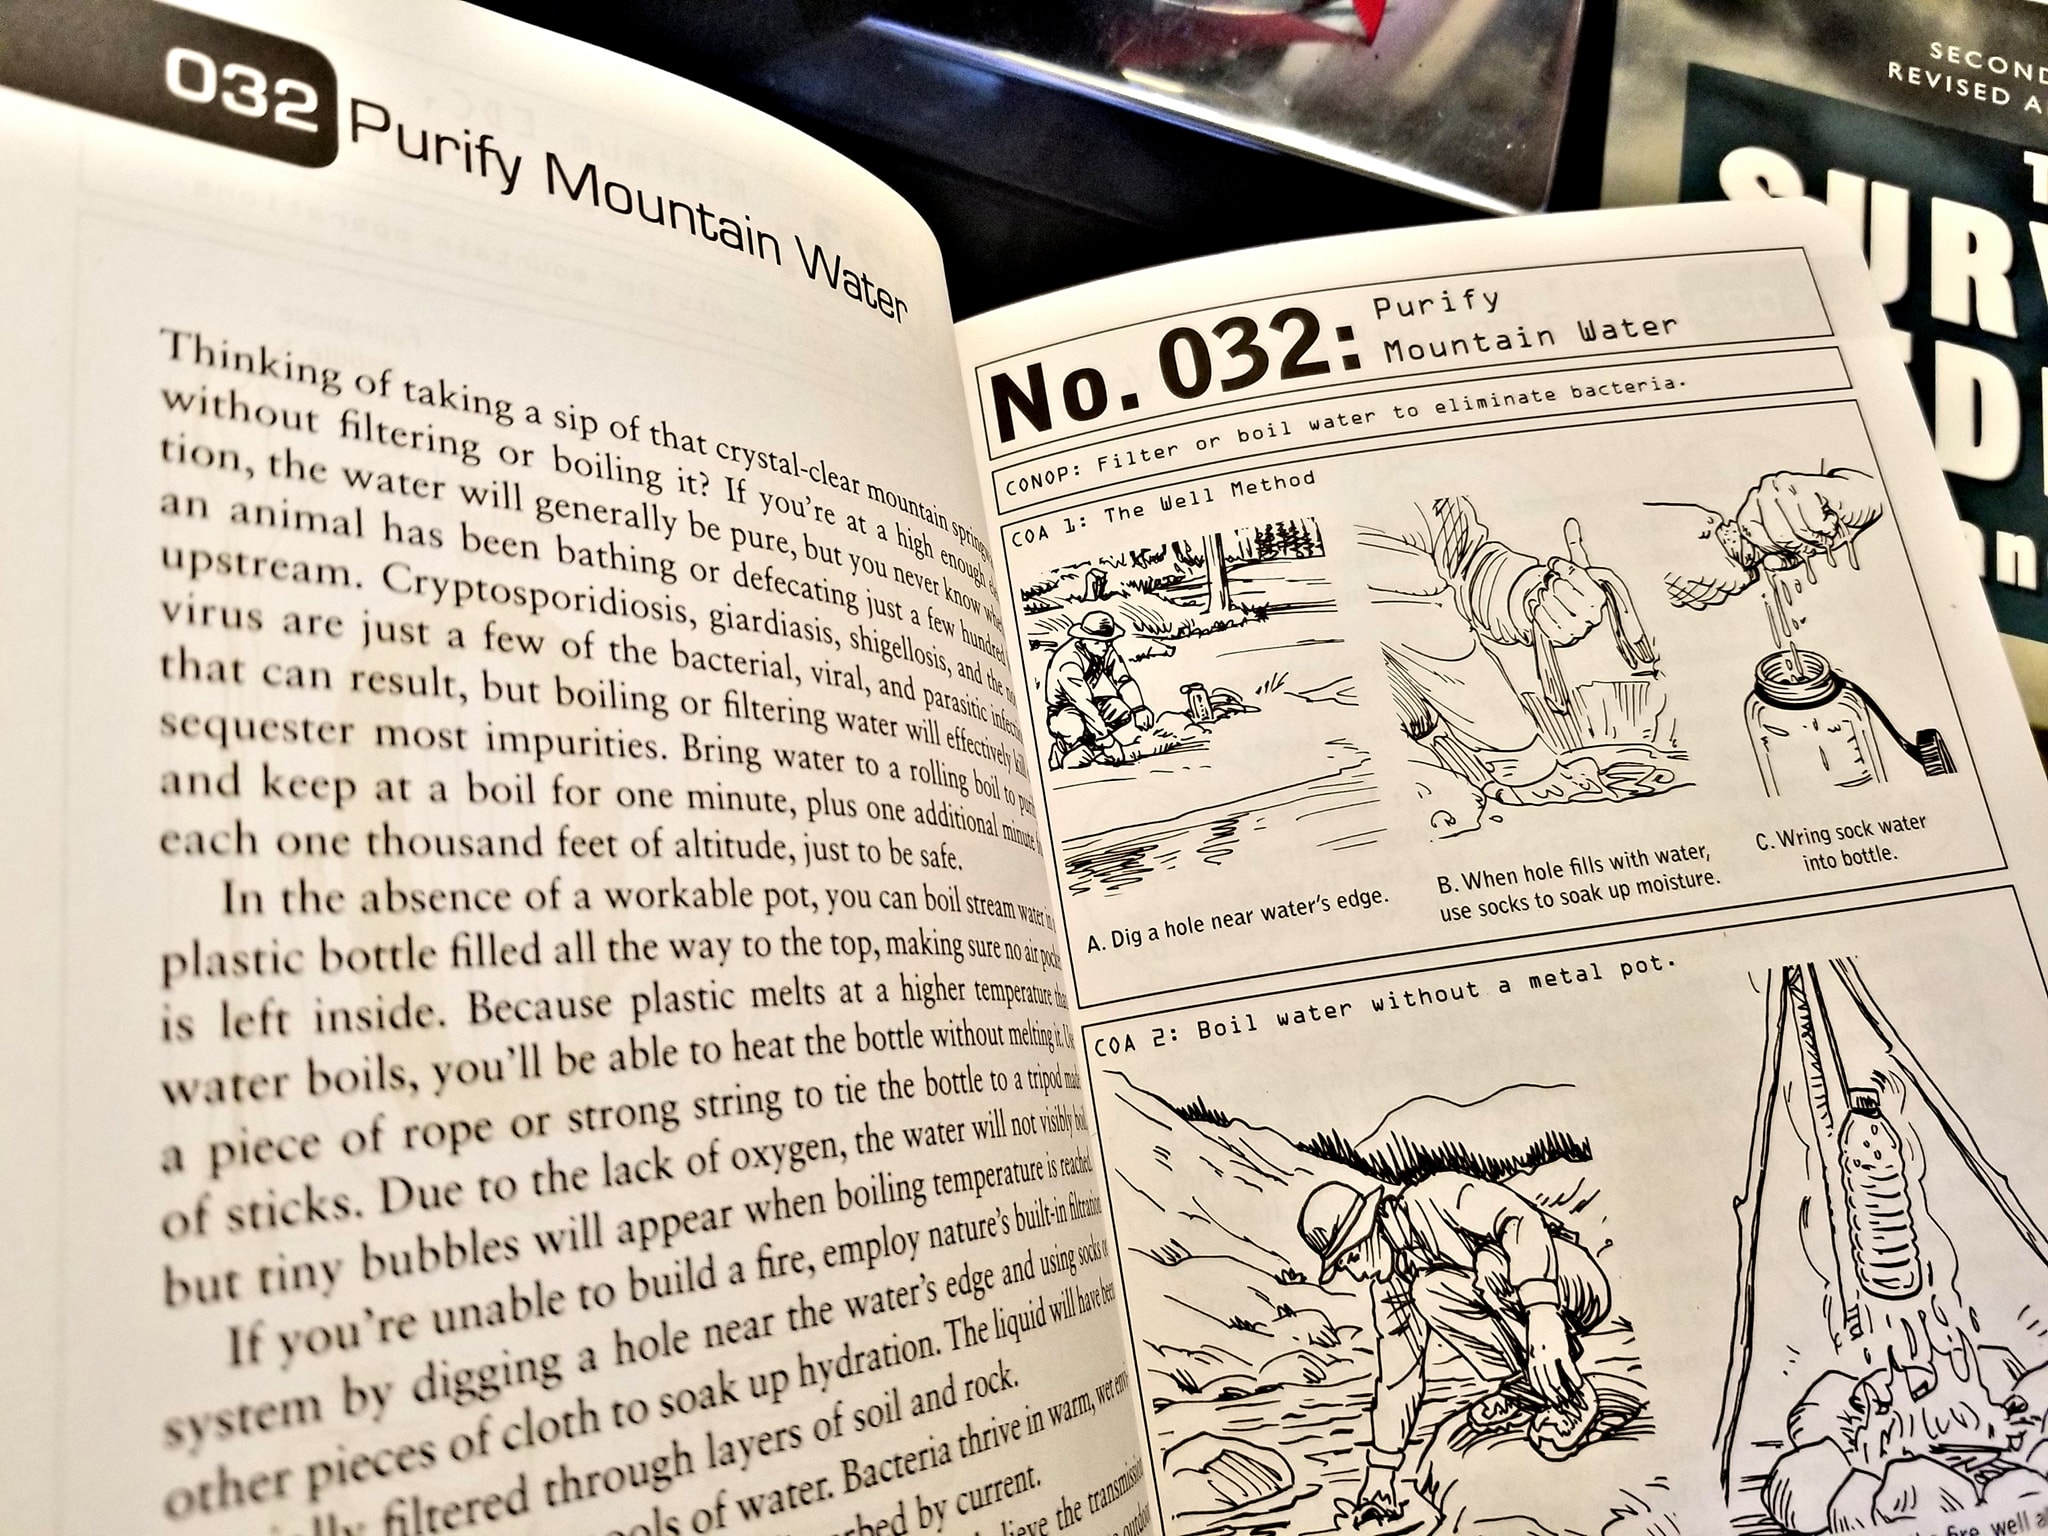 032 Purify Mountain Water
Thinking of taking a sip of that crystal-clear mountain spring
without filtering or boiling it? If you're at a high enough
tion, the water will generally be pure, but you never know
an animal has been bathing or defecating just a few hundred
upstream. Cryptosporidiosis, giardiasis, shigellosis, and the
virus are just a few of the bacterial, viral, and parasitic
that can result, but boiling or filtering water will effectively kill
sequester most impurities. Bring water to a rolling boil to
and keep at a boil for one minute, plus one additional minute
each one thousand feet of altitude, just to be safe.
In the absence of a workable pot, you can boil stream water in
plastic bottle filled all the way to the top, making sure no air
is left inside. Because plastic melts at a higher temperature
water boils, you'll be able to heat the bottle without melting it.
a piece of rope or strong string to tie the bottle to a tripod
of sticks. Due to the lack of oxygen, the water will not visibly boil
but tiny bubbles will appear when boiling temperature is reached.
If you're unable to build a fire, employ nature's built-in filtration
system by digging a hole near the water's edge and using socks
other pieces of cloth to soak up hydration. The liquid will have been
filtered through layers of soil and rock.
of water. Bacteria thrive in warm, wet
by current.
the transmission
No. 032: Purify
Mountain Water
CONOP: Filter or boil water to eliminate bacteria.
COA 1: The Well Method
A. Dig a hole near water's edge.
B. When hole fills with water,
use socks to soak up moisture.
C. Wring sock water
into bottle.
COA 2: Boil water without a metal pot.
fire, well
SECOND
REVISED
SUR